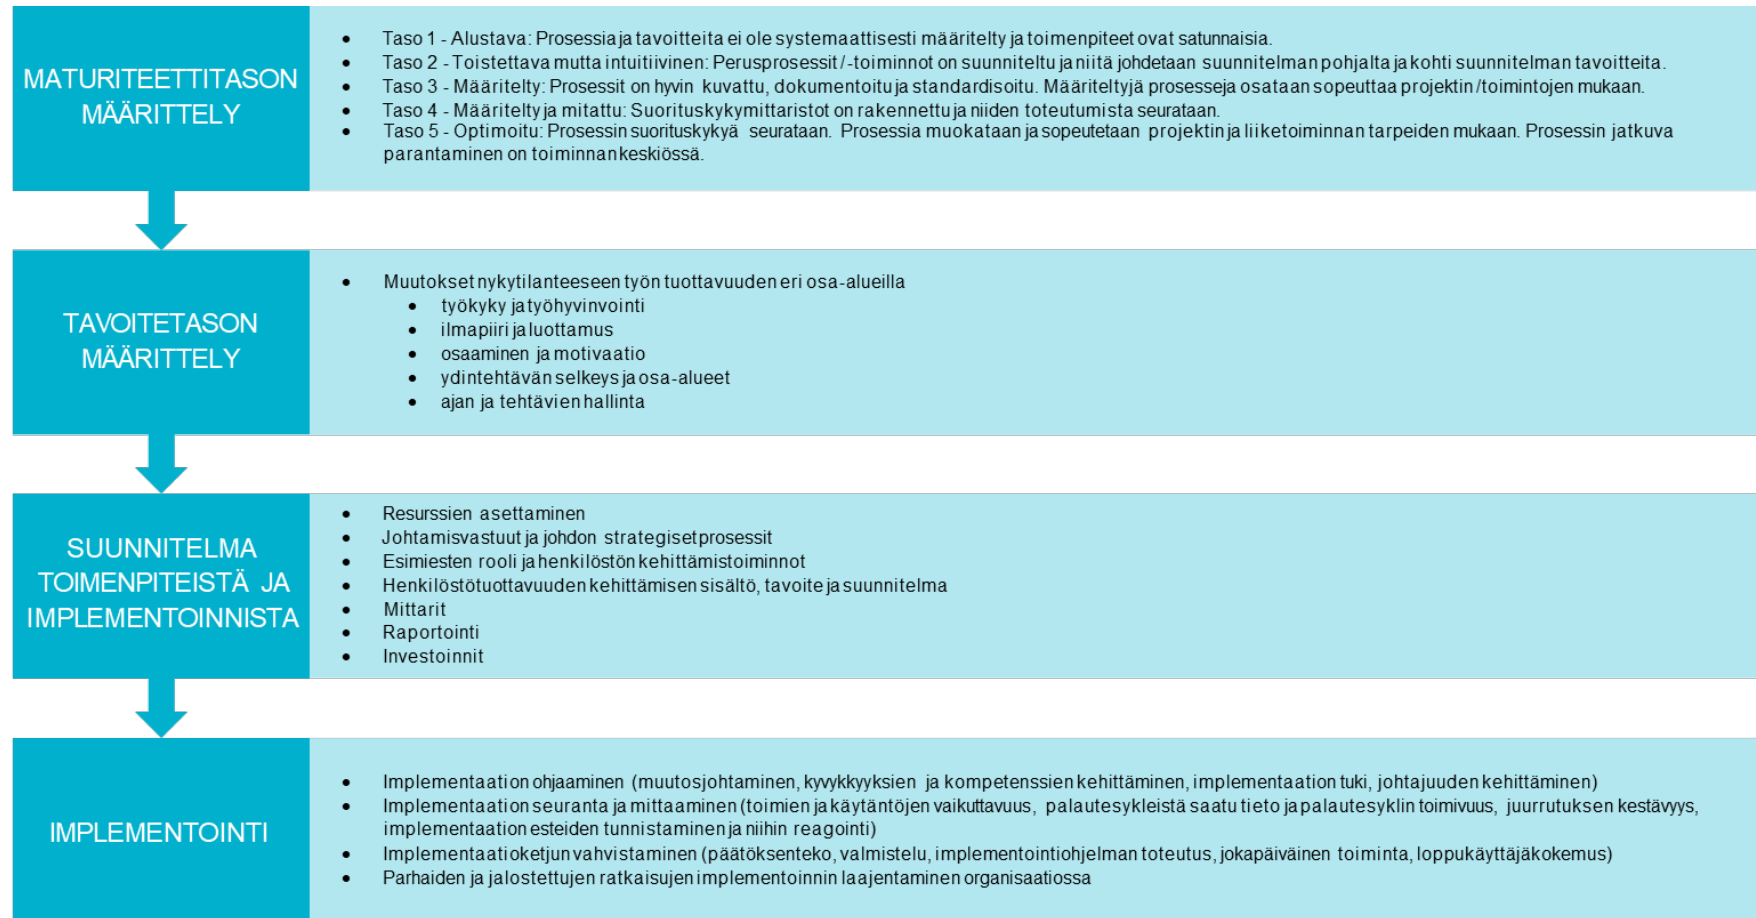 MATURITEETTITASON
MÄÄRITTELY
• Taso 1 - Alustava: Prosessia ja tavoitteita ei ole systemaattisesti määritelty ja toimenpiteet ovat satunnaisia.
• Taso 2 - Toistettava mutta intuitiivinen: Perusprosessit / -toiminnot on suunniteltu ja niitä johdetaan suunnitelman pohjalta ja kohti suunnitelman tavoitteita.
• Taso 3 - Määritelty: Prosessit on hyvin kuvattu, dokumentoitu ja standardisoitu. Määriteltyjä prosesseja osataan sopeuttaa projektin / toimintojen mukaan.
• Taso 4 - Määritelty ja mitattu: Suorituskykymittaristot on rakennettu ja niiden toteutumista seurataan.
• Taso 5 - Optimoitu: Prosessin suorituskykyä seurataan. Prosessia muokataan ja sopeutetaan projektin ja liiketoiminnan tarpeiden mukaan. Prosessin jatkuva
parantaminen on toiminnan keskiössä.
TAVOITETASON
MÄÄRITTELY
• Muutokset nykytilanteeseen työn tuottavuuden eri osa-alueilla
• työkyky ja työhyvinvointi
• ilmapiiri ja luottamus
• osaaminen ja motivaatio
• ydintehtävän selkeys ja osa-alueet
• ajan ja tehtävien hallinta
SUUNNITELMA
TOIMENPITEISTÄ JA
IMPLEMENTOINNISTA
• Resurssien asettaminen
• Johtamisvastuut ja johdon strategiset prosessit
• Esimiesten rooli ja henkilöstön kehittämistoiminnot
• Henkilöstötuottavuuden kehittämisen sisältö, tavoite ja suunnitelma
• Mittarit
• Raportointi
• Investoinnit
IMPLEMENTOINTI
• Implementaation ohjaaminen (muutosjohtaminen, kyvykkyyksien ja kompetenssien kehittäminen, implementaation tuki, johtajuuden kehittäminen)
• Implementaation seuranta ja mittaaminen (toimien ja käytäntöjen vaikuttavuus, palautesykleistä saatu tieto ja palautesyklin toimivuus, juurrutuksen kestävyys,
implementaation esteiden tunnistaminen ja niihin reagointi)
• Implementaatioketjun vahvistaminen (päätöksenteko, valmistelu, implementointiohjelman toteutus, jokapäiväinen toiminta, loppukäyttäjäkokemus)
• Parhaiden ja jalostettujen ratkaisujen implementoinnin laajentaminen organisaatiossa